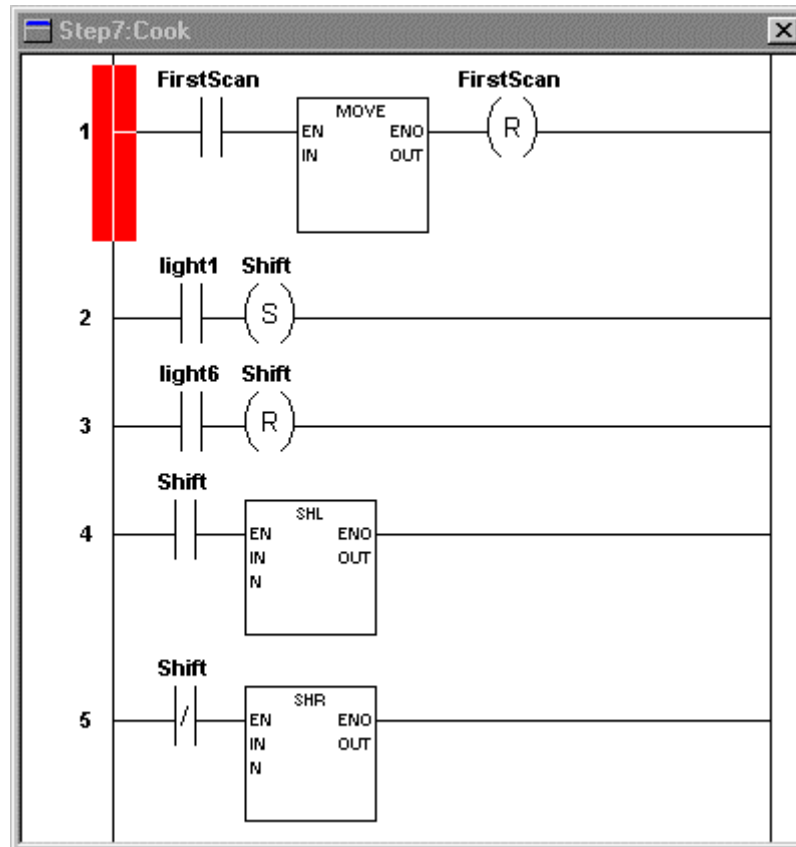 Step7:Cook
FirstScan FirstScan
1
MOVE
EN ENO
IN OUT
R
light1 Shift
2
S
light6 Shift
3
R
Shift
4
SHL
EN ENO
IN OUT
N
Shift
5
/
SHR
EN ENO
IN OUT
N